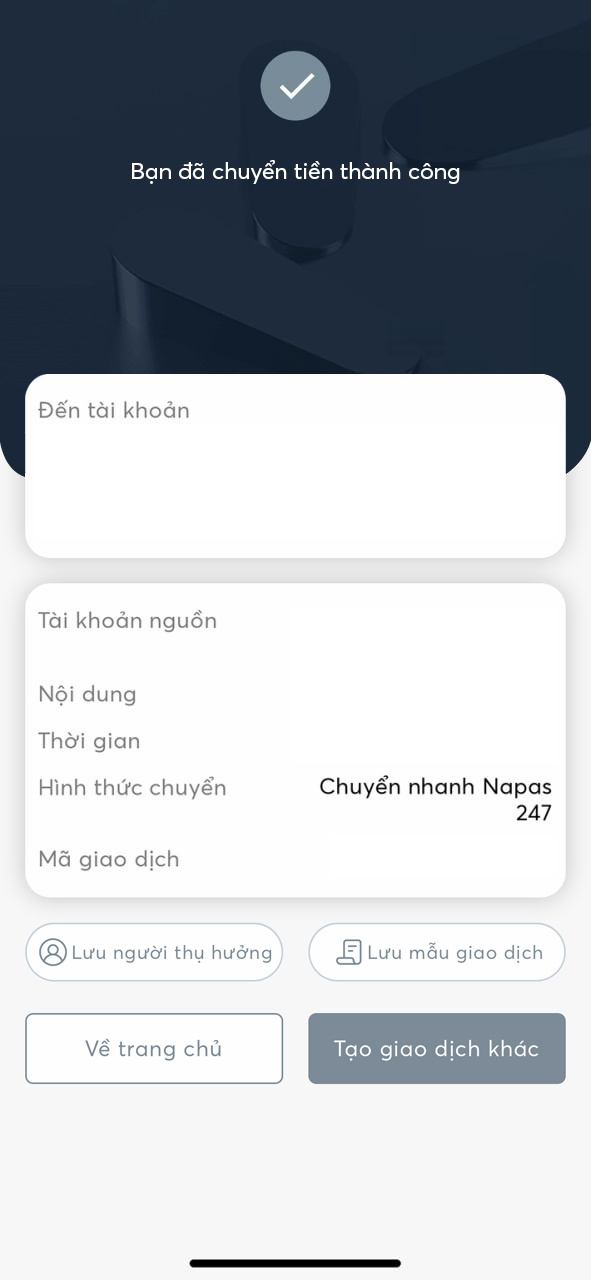 Bạn đã chuyển tiền thành công
Đến tài khoản
Tài khoản nguồn
Nội dung
Thời gian
Hình thức chuyển
Chuyển nhanh Napas
247
Mã giao dịch
Lưu người thụ hưởng
Lưu mẫu giao dịch
Về trang chủ
Tạo giao dịch khác